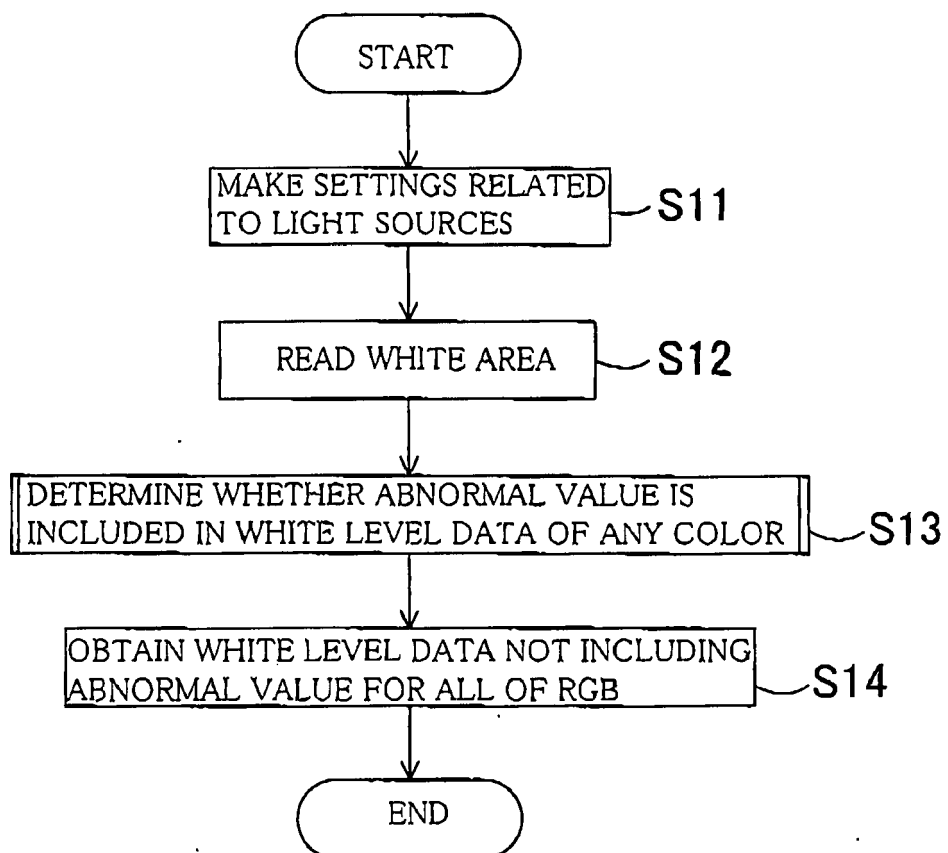 START
MAKE SETTINGS RELATED
TO LIGHT SOURCES
S11
READ WHITE AREA
S12
DETERMINE WHETHER ABNORMAL VALUE IS
INCLUDED IN WHITE LEVEL DATA OF ANY COLOR
S13
OBTAIN WHITE LEVEL DATA NOT INCLUDING
ABNORMAL VALUE FOR ALL OF RGB
S14
END